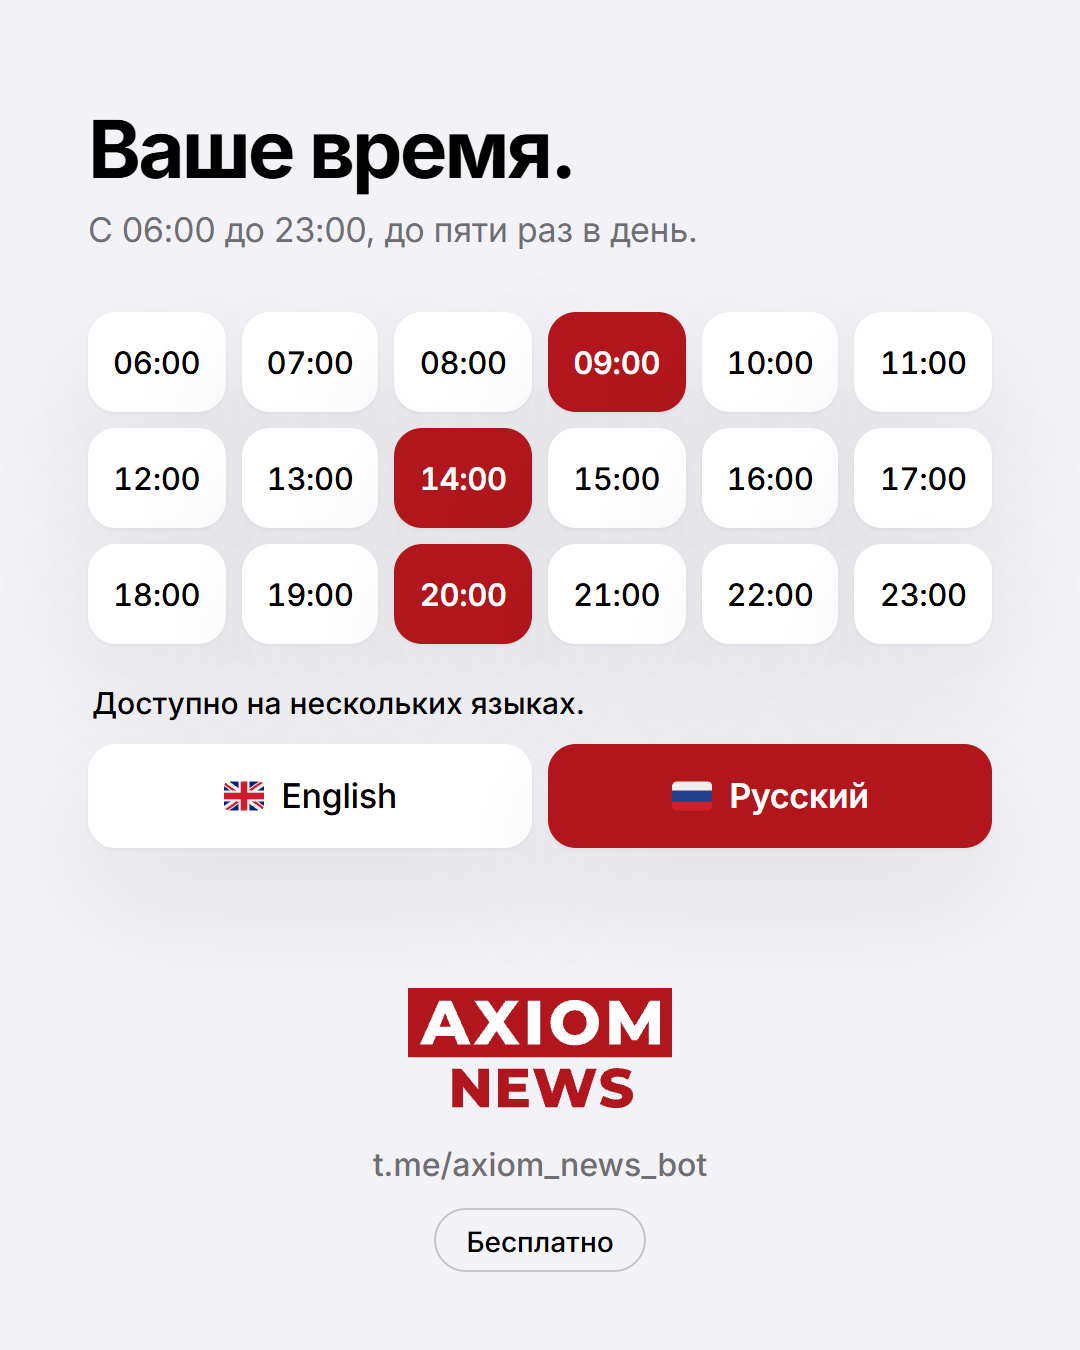 Ваше время.
С 06:00 до 23:00, до пяти раз в день.
06:00 07:00 08:00 09:00 10:00 11:00
12:00 13:00 14:00 15:00 16:00 17:00
18:00 19:00 20:00 21:00 22:00 23:00
Доступно на нескольких языках.
English Русский
AXIOM
NEWS
t.me/axiom_news_bot
Бесплатно